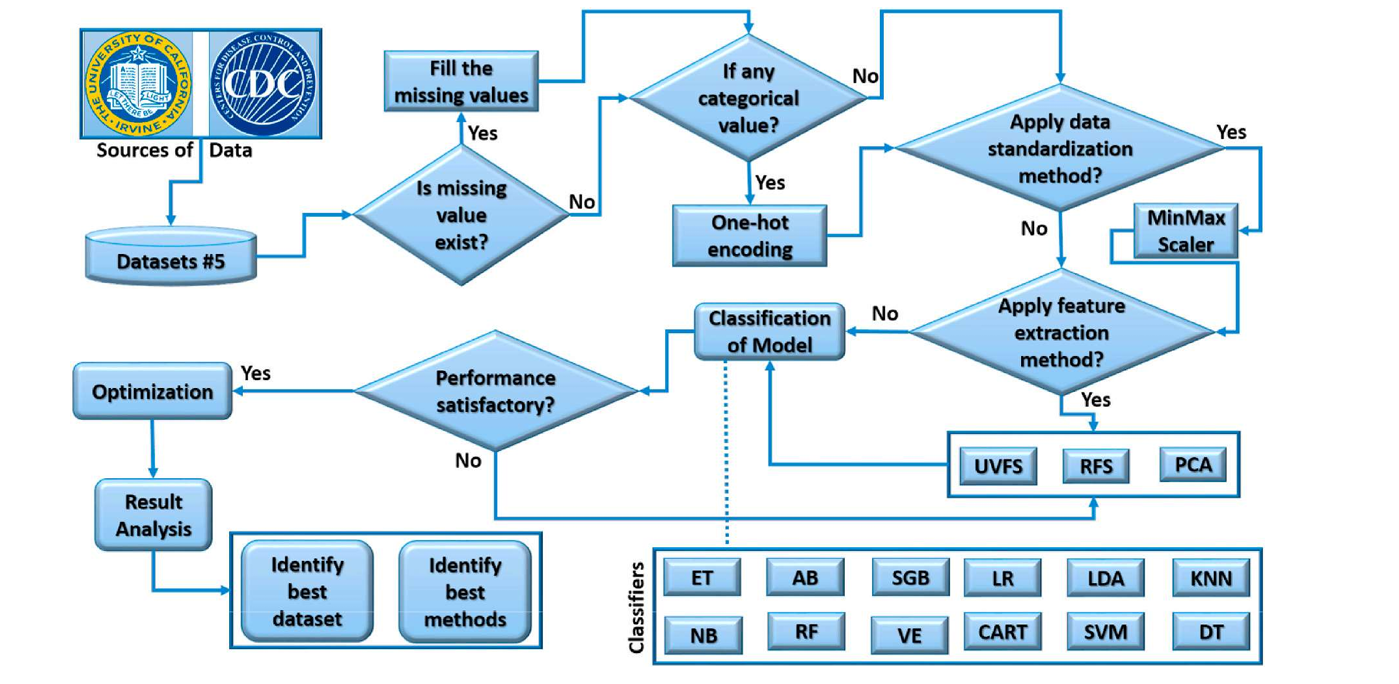 THE UNIVERSITY OF CALIFORNIA
LET THERE BE LIGHT
• IRVINE •
CENTERS FOR DISEASE CONTROL AND PREVENTION
CDC
Sources of Data
Datasets #5
Fill the
missing values
Yes
Is missing
value
exist?
No
If any
categorical
value?
No
Yes
One-hot
encoding
Apply data
standardization
method?
Yes
No
MinMax
Scaler
Apply feature
extraction
method?
No
Yes
UVFS
RFS
PCA
Classification
of Model
Performance
satisfactory?
Yes
No
Optimization
Result
Analysis
Identify
best
dataset
Identify
best
methods
Classifiers
ET
AB
SGB
LR
LDA
KNN
NB
RF
VE
CART
SVM
DT